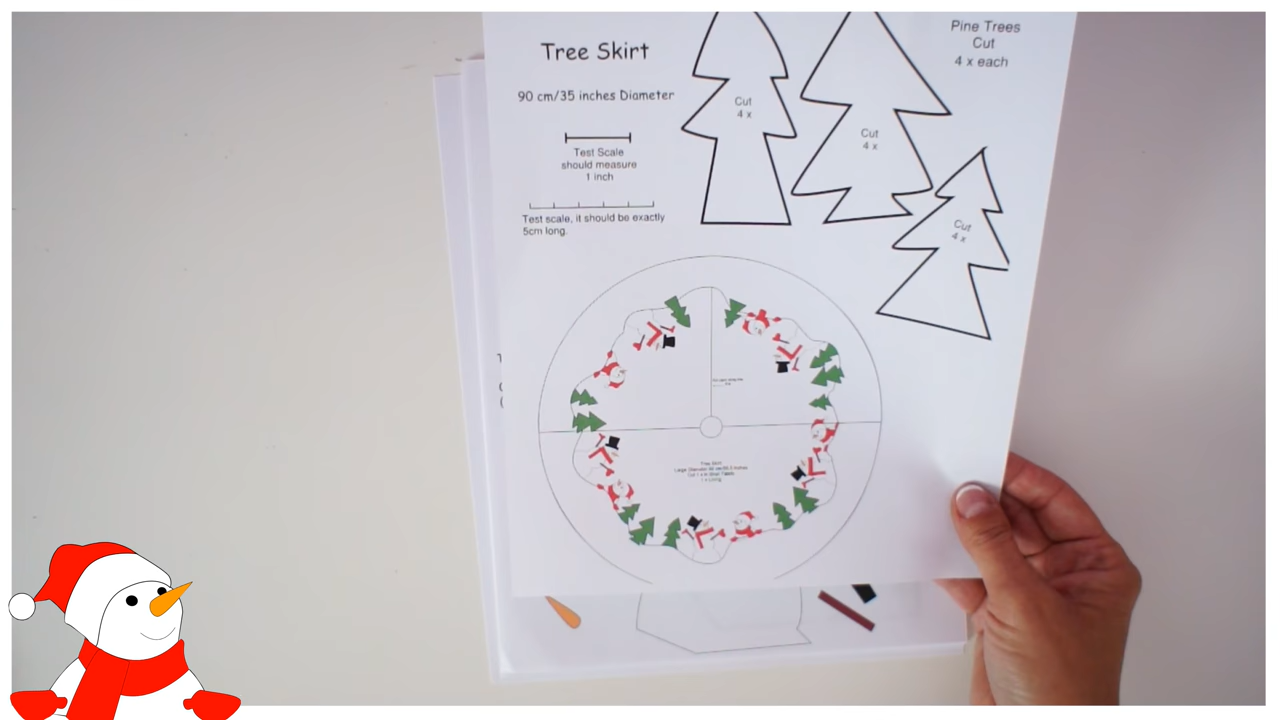 Tree Skirt
90 cm/35 inches Diameter
Test Scale
should measure
1 inch
Test scale, it should be exactly
5cm long.
Pine Trees
Cut
4 x each
Cut
4 x
Cut
4 x
Cut
4 x
Tree Skirt